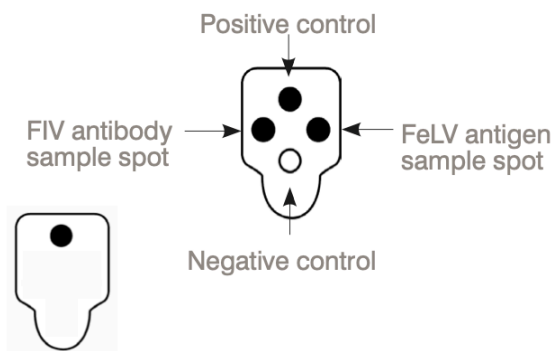 Positive control
FIV antibody
sample spot
FeLV antigen
sample spot
Negative control